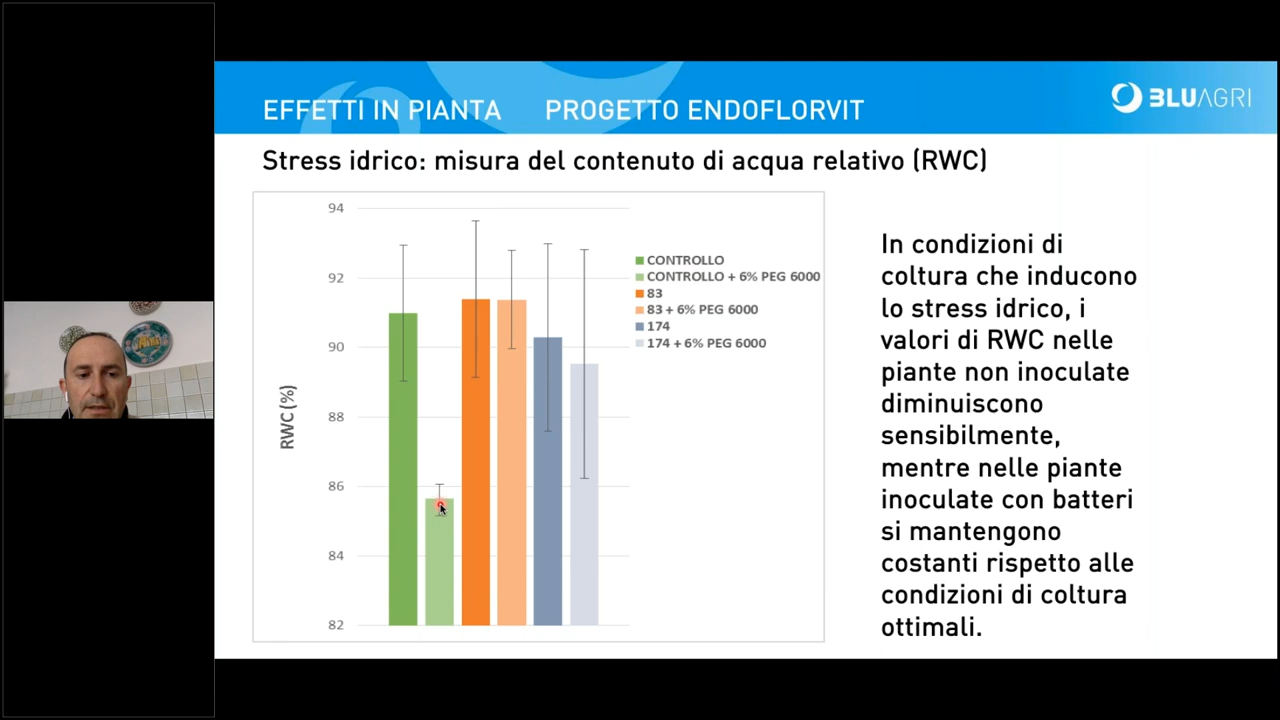 EFFETTI IN PIANTA PROGETTO ENDOFLORVIT
BLUAGRI
Stress idrico: misura del contenuto di acqua relativo (RWC)
94
92
90
88
86
84
82
RWC (%)
CONTROLLO
CONTROLLO + 6% PEG 6000
83
83 + 6% PEG 6000
174
174 + 6% PEG 6000
In condizioni di
coltura che inducono
lo stress idrico, i
valori di RWC nelle
piante non inoculate
diminuiscono
sensibilmente,
mentre nelle piante
inoculate con batteri
si mantengono
costanti rispetto alle
condizioni di coltura
ottimali.